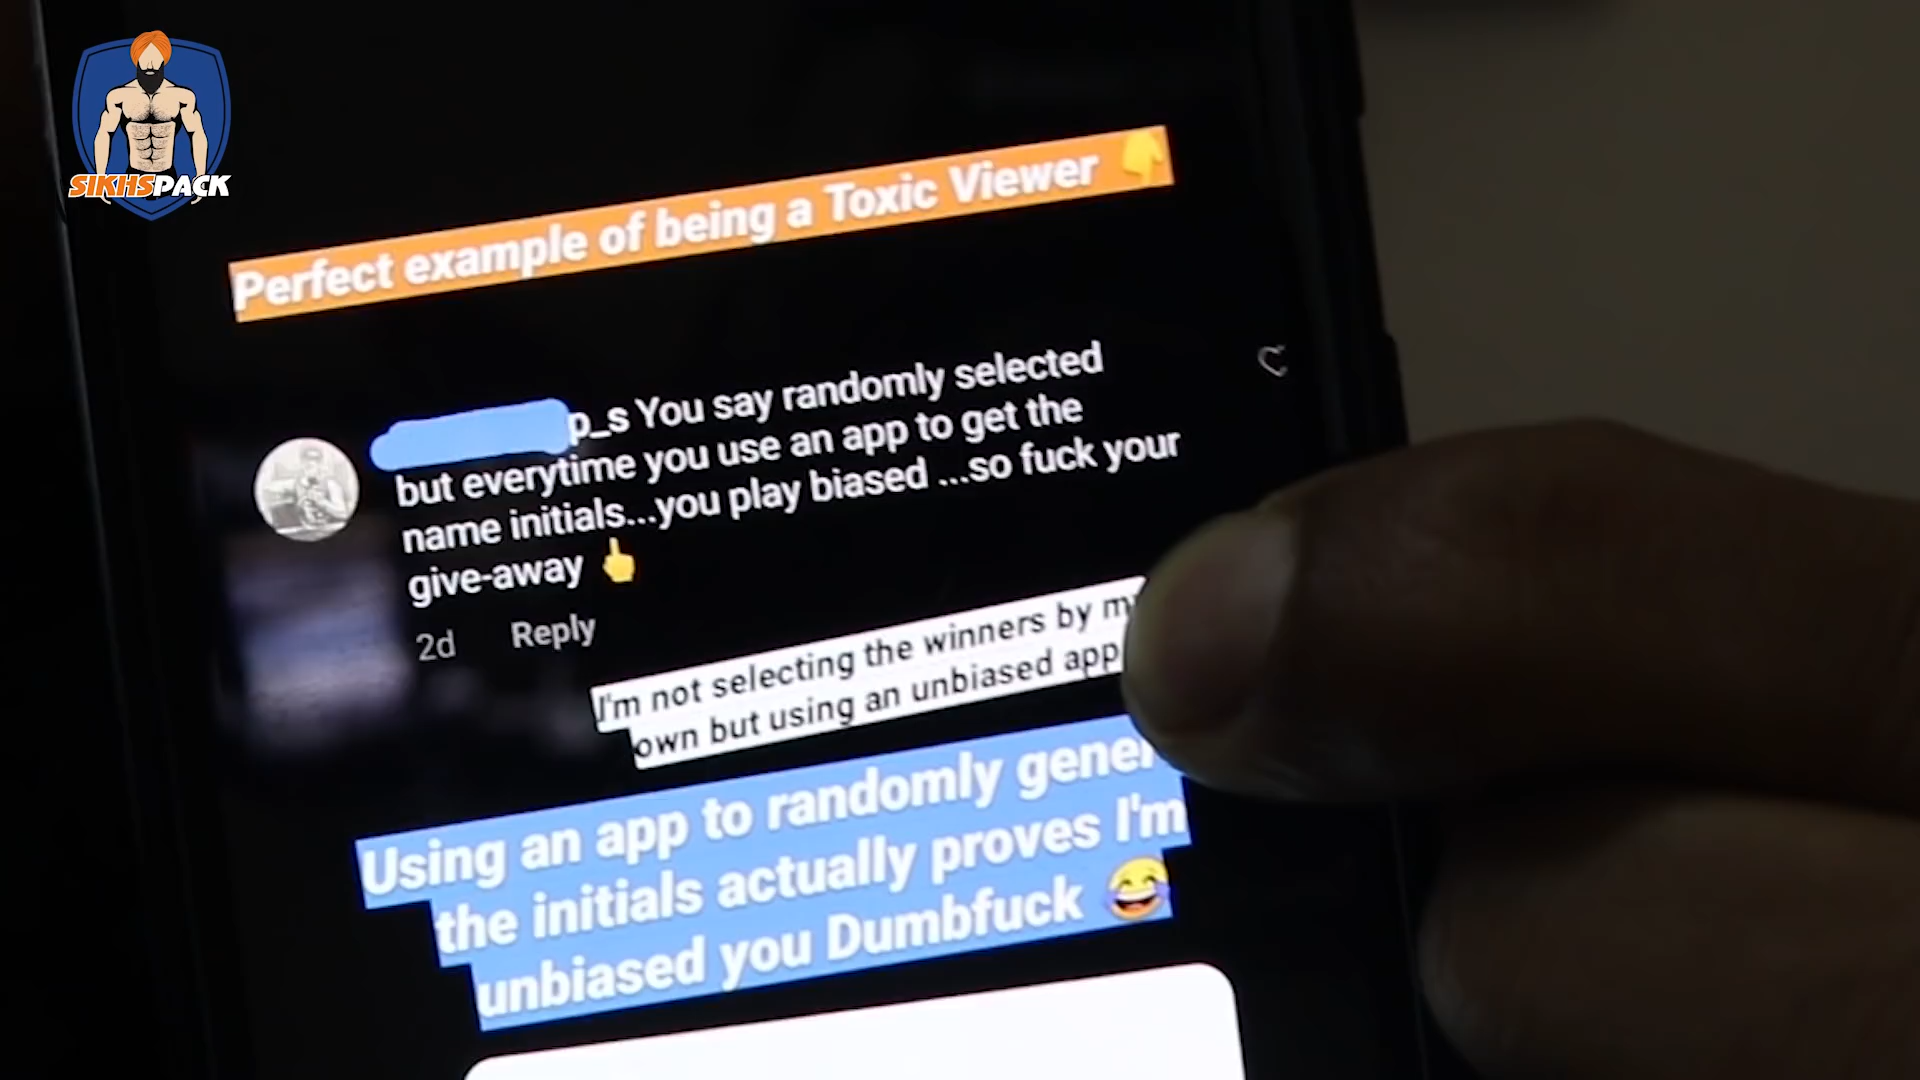 SIKHSPACK
Perfect example of being a Toxic Viewer 👇
p_s You say randomly selected
but everytime you use an app to get the
name initials...you play biased ...so fuck your
give-away 🖕
2d Reply
I'm not selecting the winners by
own but using an unbiased app
Using an app to randomly
the initials actually proves I'm
unbiased you Dumbfuck 😂